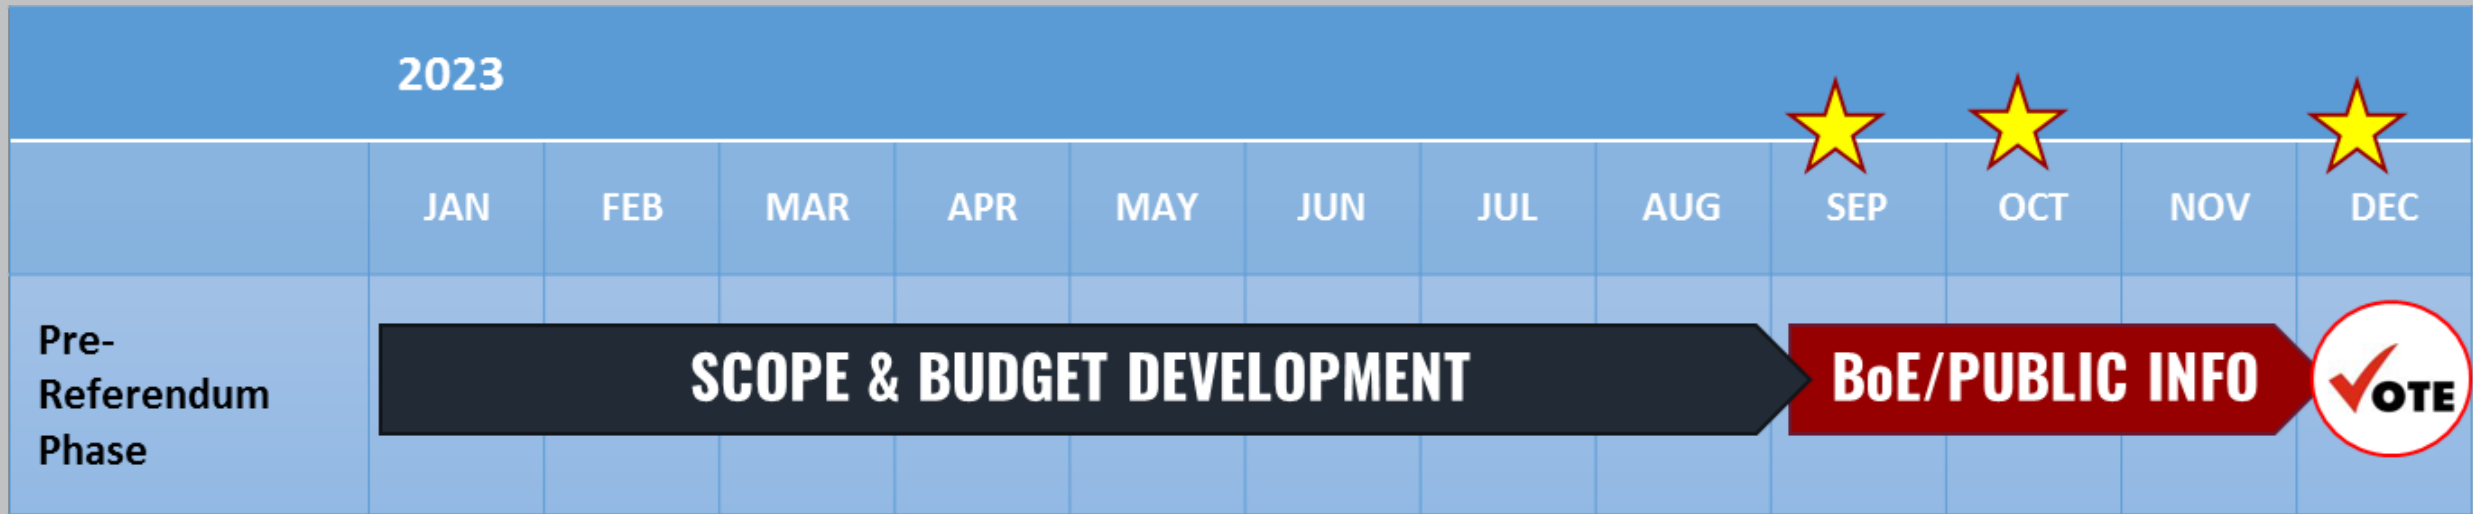 2023
JAN FEB MAR APR MAY JUN JUL AUG SEP OCT NOV DEC
Pre-
Referendum
Phase
SCOPE & BUDGET DEVELOPMENT
BoE/PUBLIC INFO
VOTE